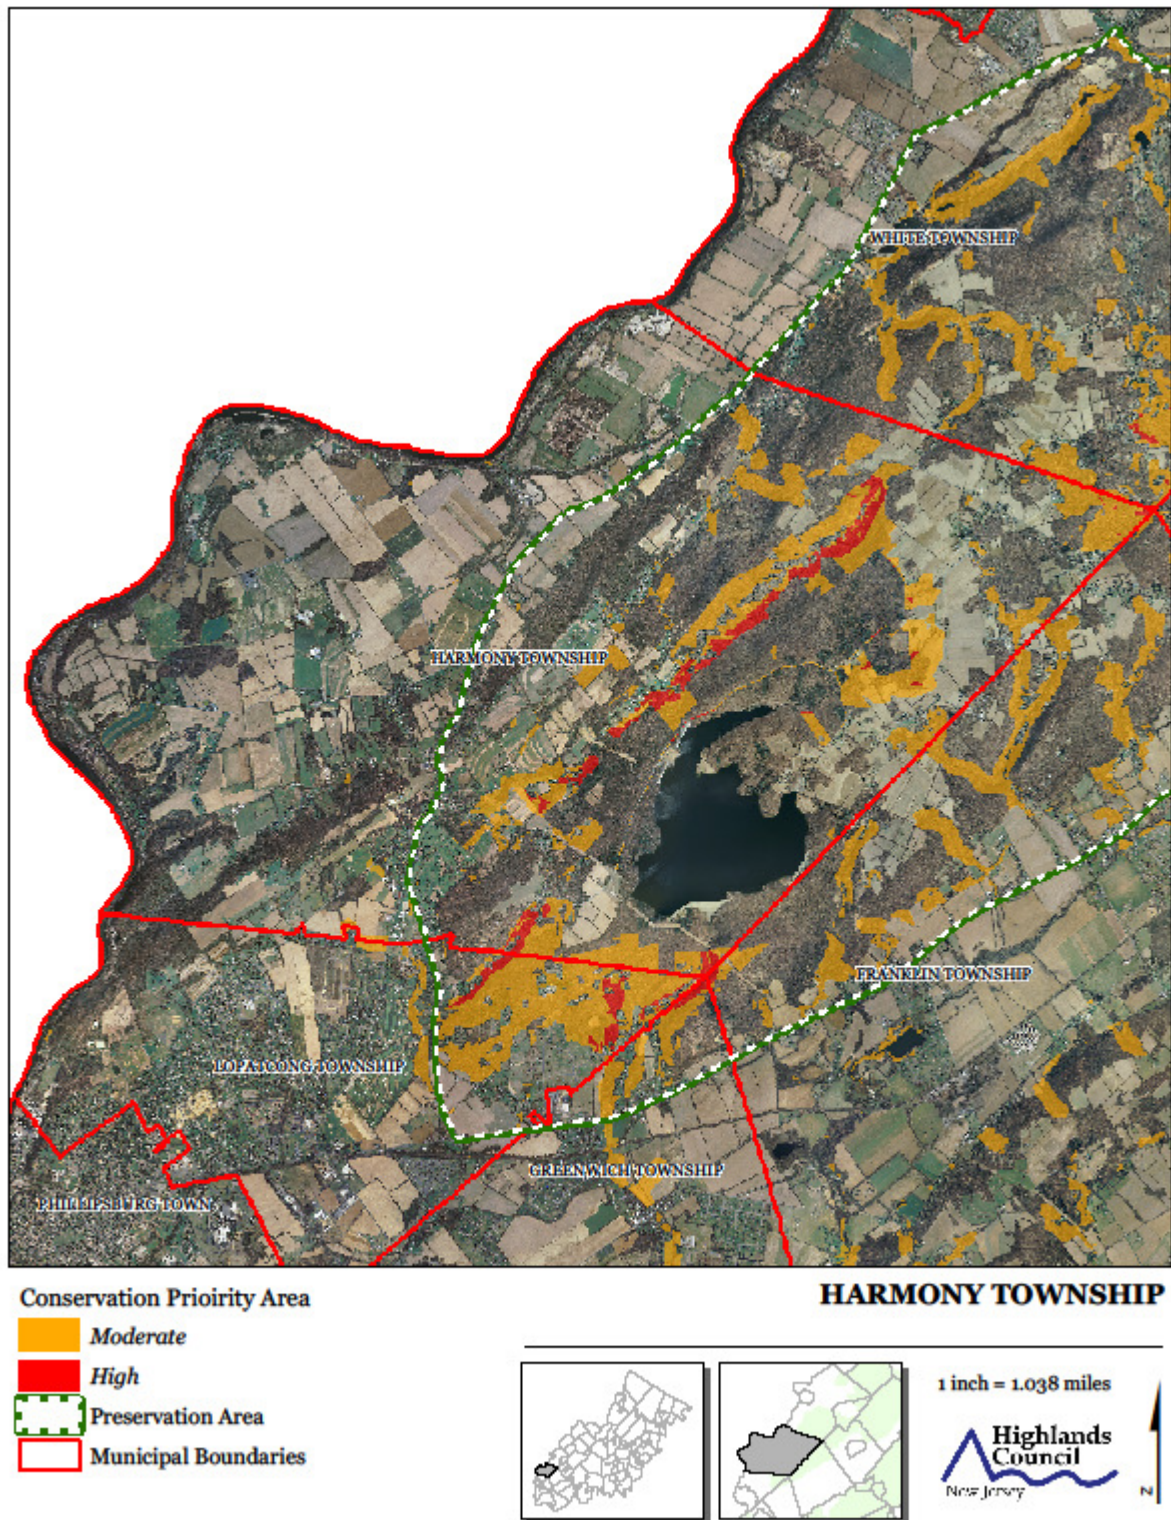 WHITE TOWNSHIP
HARMONY TOWNSHIP
FRANKLIN TOWNSHIP
LOPATCONG TOWNSHIP
GREENWICH TOWNSHIP
PHILLIPSBURG TOWN
Conservation Prioirity Area
Moderate
High
Preservation Area
Municipal Boundaries
HARMONY TOWNSHIP
1 inch = 1.038 miles
Highlands
Council
New Jersey
N